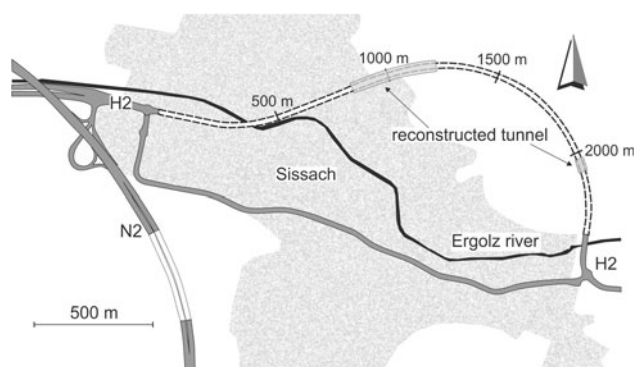 1000 m
1500 m
H2
500 m
reconstructed tunnel
2000 m
Sissach
N2
Ergolz river
H2
500 m